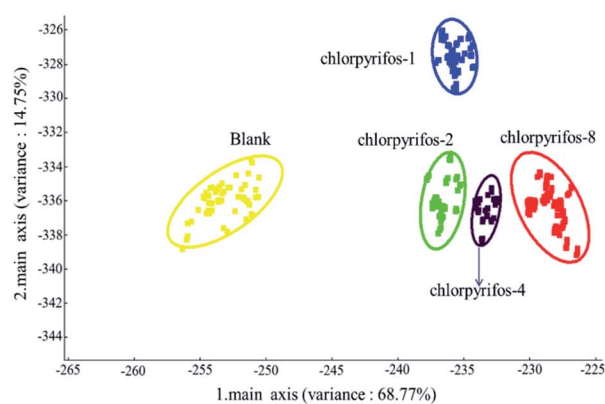 -326
-328
-330
-333
-334
-336
-338
-340
-342
-344
2.main axis (variance : 14.75%)
chlorpyrifos-1
Blank
chlorpyrifos-2
chlorpyrifos-8
chlorpyrifos-4
-265
-260
-255
-250
-245
-240
-235
-230
-225
1.main axis (variance : 68.77%)